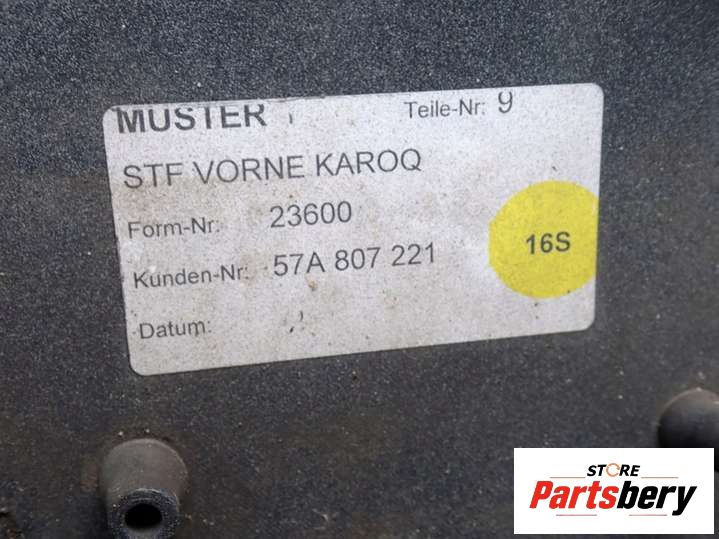 MUSTER
Teile-Nr: 9
STF VORNE KAROQ
Form-Nr: 23600
Kunden-Nr: 57A 807 221
16S
Datum:
STORE
Partsbery